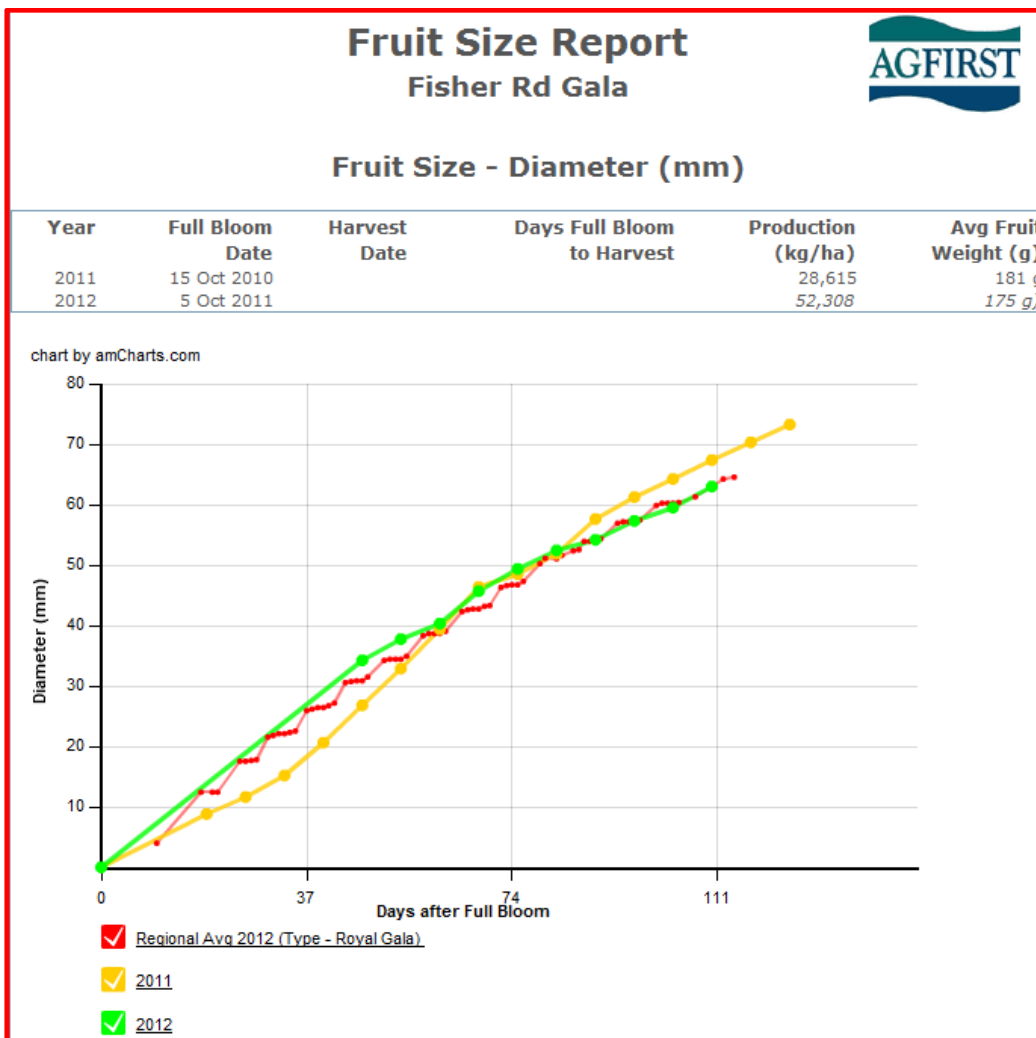 Fruit Size Report
Fisher Rd Gala
AGFIRST
Fruit Size - Diameter (mm)
Year Full Bloom Date Harvest Date Days Full Bloom to Harvest Production (kg/ha) Avg Fruit Weight (g)
2011 15 Oct 2010 28,615 181 g
2012 5 Oct 2011 52,308 175 g)
chart by amCharts.com
80
70
60
50
40
30
20
10
Diameter (mm)
0 37 74 111
Days after Full Bloom
Regional Avg 2012 (Type - Royal Gala)
2011
2012